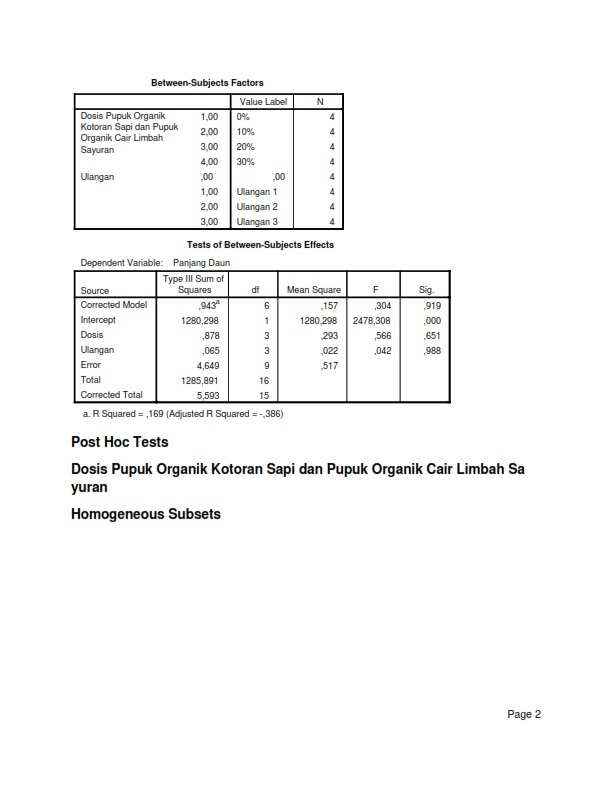 Between-Subjects Factors
Value Label N
Dosis Pupuk Organik Kotoran Sapi dan Pupuk Organik Cair Limbah Sayuran 1,00 0% 4
2,00 10% 4
3,00 20% 4
4,00 30% 4
Ulangan ,00 ,00 4
1,00 Ulangan 1 4
2,00 Ulangan 2 4
3,00 Ulangan 3 4
Tests of Between-Subjects Effects
Dependent Variable: Panjang Daun
Source Type III Sum of Squares df Mean Square F Sig.
Corrected Model ,943a 6 ,157 ,304 ,919
Intercept 1280,298 1 1280,298 2478,308 ,000
Dosis ,878 3 ,293 ,566 ,651
Ulangan ,065 3 ,022 ,042 ,988
Error 4,649 9 ,517
Total 1285,891 16
Corrected Total 5,593 15
a. R Squared = ,169 (Adjusted R Squared = -,386)
Post Hoc Tests
Dosis Pupuk Organik Kotoran Sapi dan Pupuk Organik Cair Limbah Sa
yuran
Homogeneous Subsets
Page 2